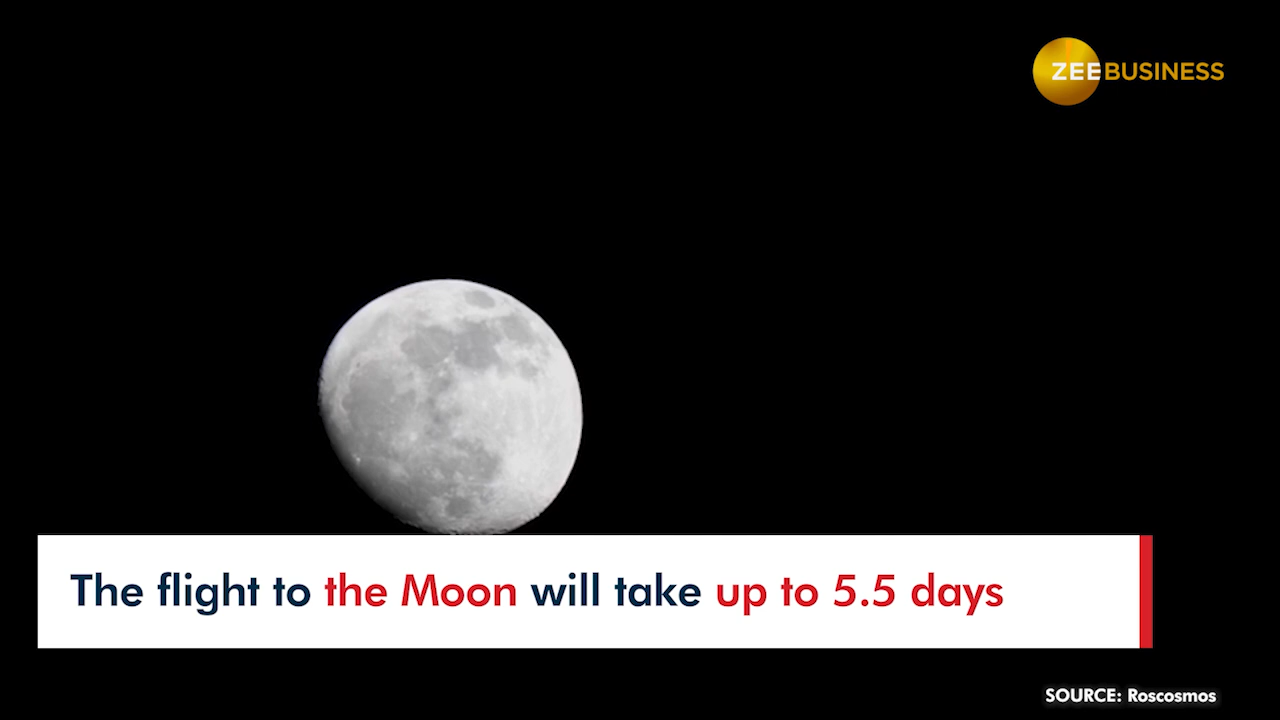 ZEEBUSINESS
The flight to the Moon will take up to 5.5 days
SOURCE: Roscosmos